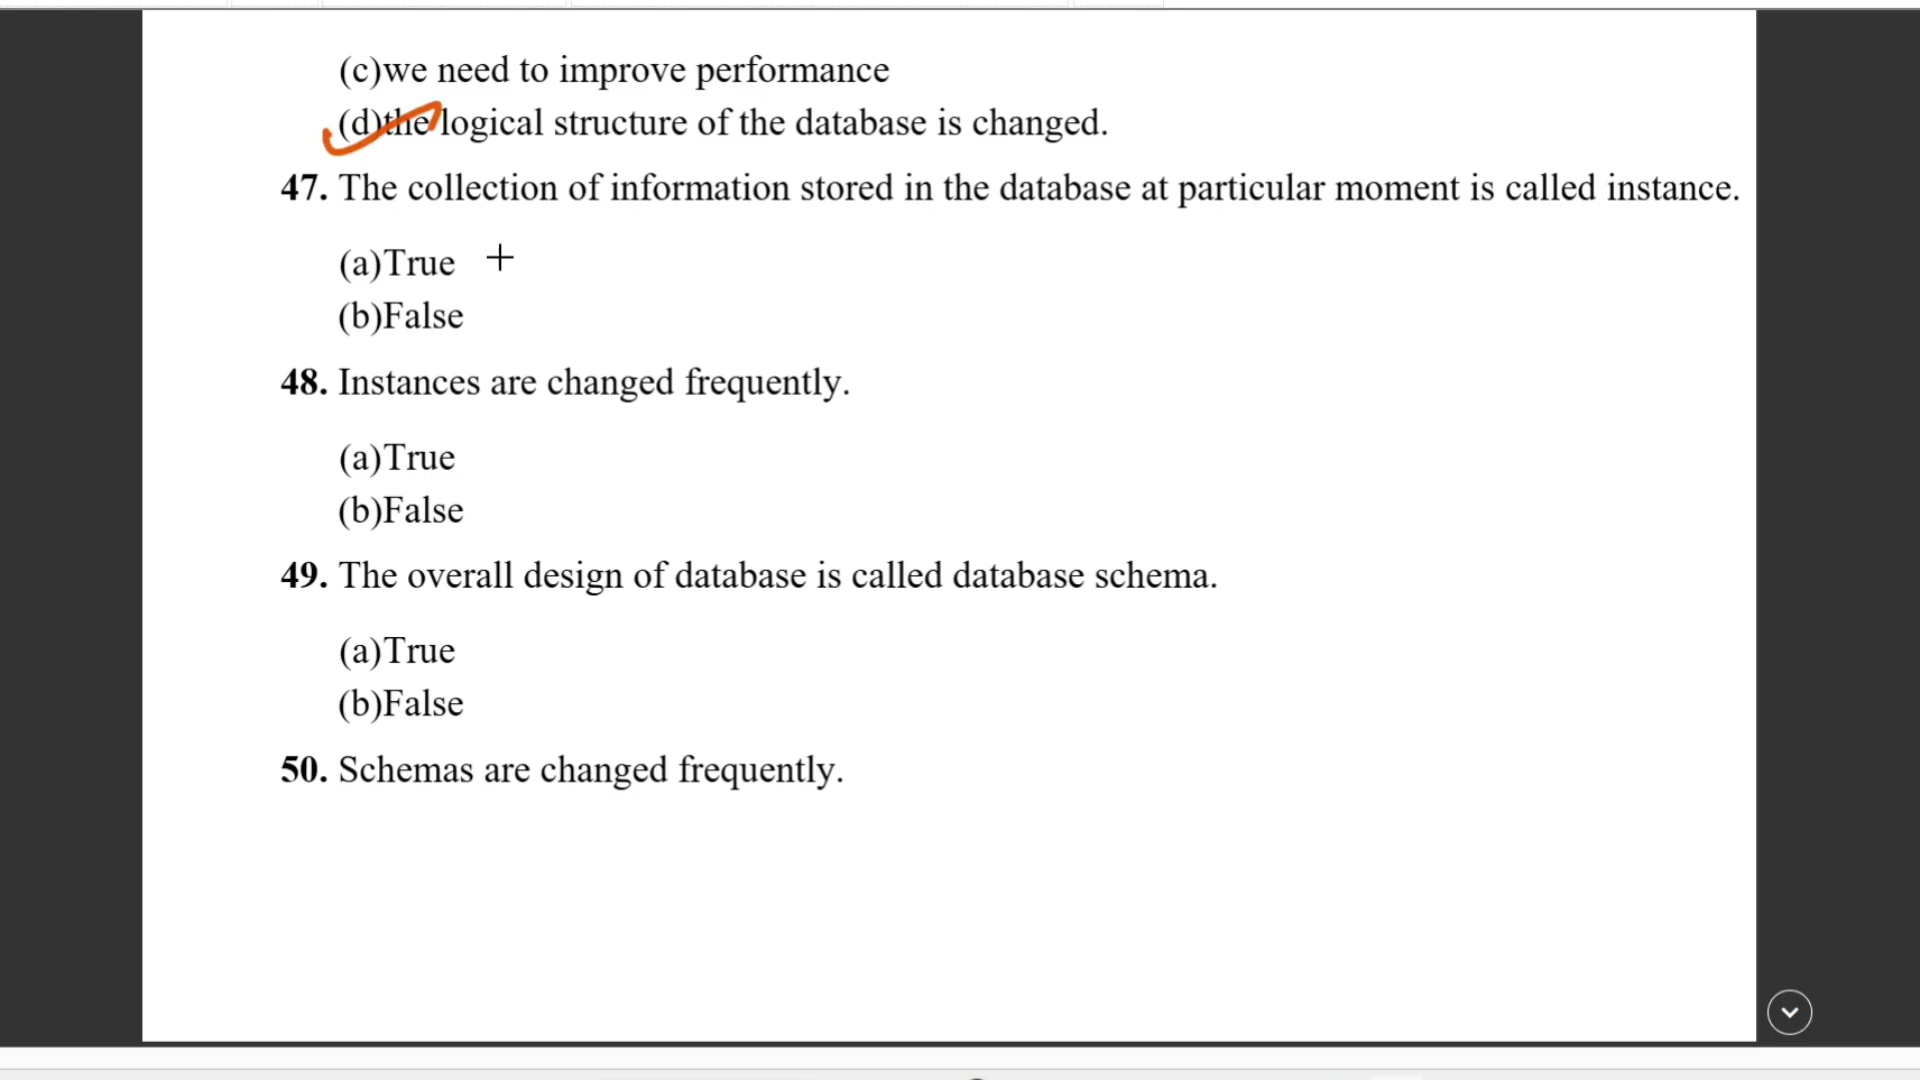 (c)we need to improve performance
(d)the logical structure of the database is changed.
47. The collection of information stored in the database at particular moment is called instance.
(a)True
(b)False
48. Instances are changed frequently.
(a)True
(b)False
49. The overall design of database is called database schema.
(a)True
(b)False
50. Schemas are changed frequently.